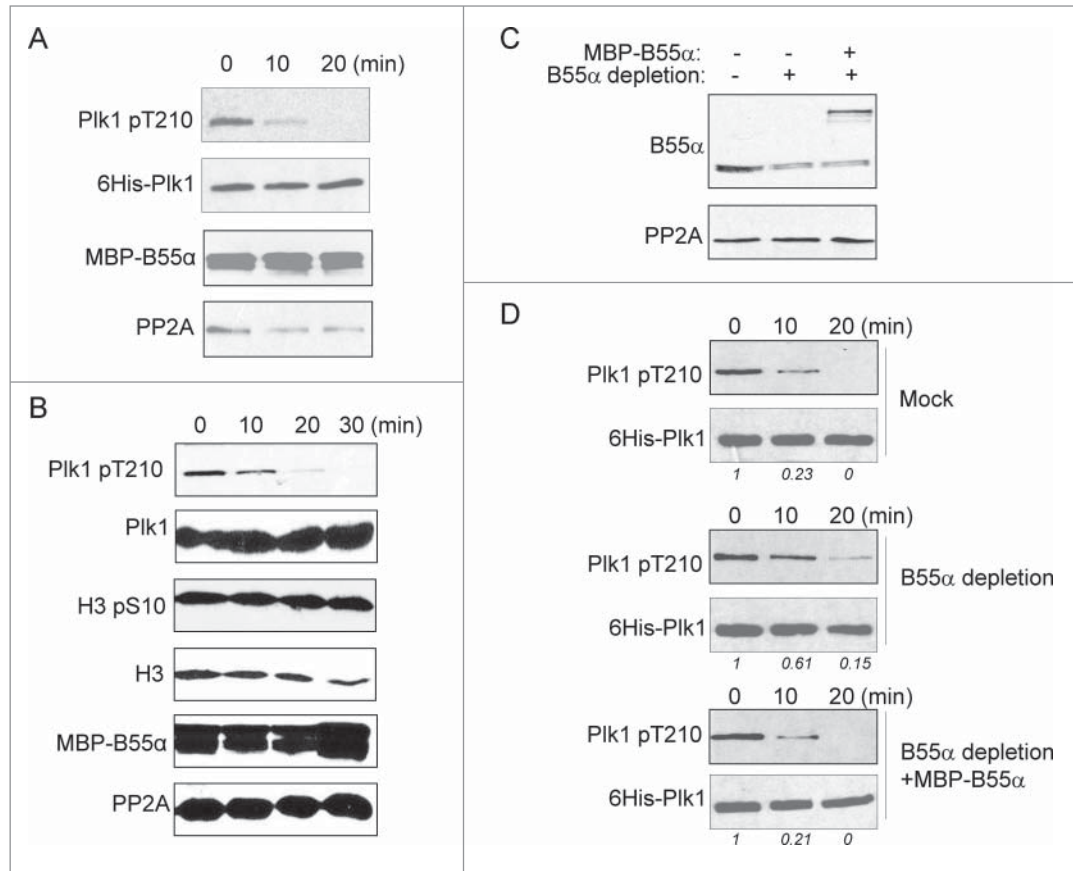 A
0 10 20 (min)
Plk1 pT210
6His-Plk1
MBP-B55α
PP2A
B
0 10 20 30 (min)
Plk1 pT210
Plk1
H3 pS10
H3
MBP-B55α
PP2A
C
MBP-B55α: - - +
B55α depletion: - + +
B55α
PP2A
D
0 10 20 (min)
Plk1 pT210
6His-Plk1
Mock
1 0.23 0
0 10 20 (min)
Plk1 pT210
6His-Plk1
B55α depletion
1 0.61 0.15
0 10 20 (min)
Plk1 pT210
6His-Plk1
B55α depletion
+MBP-B55α
1 0.21 0